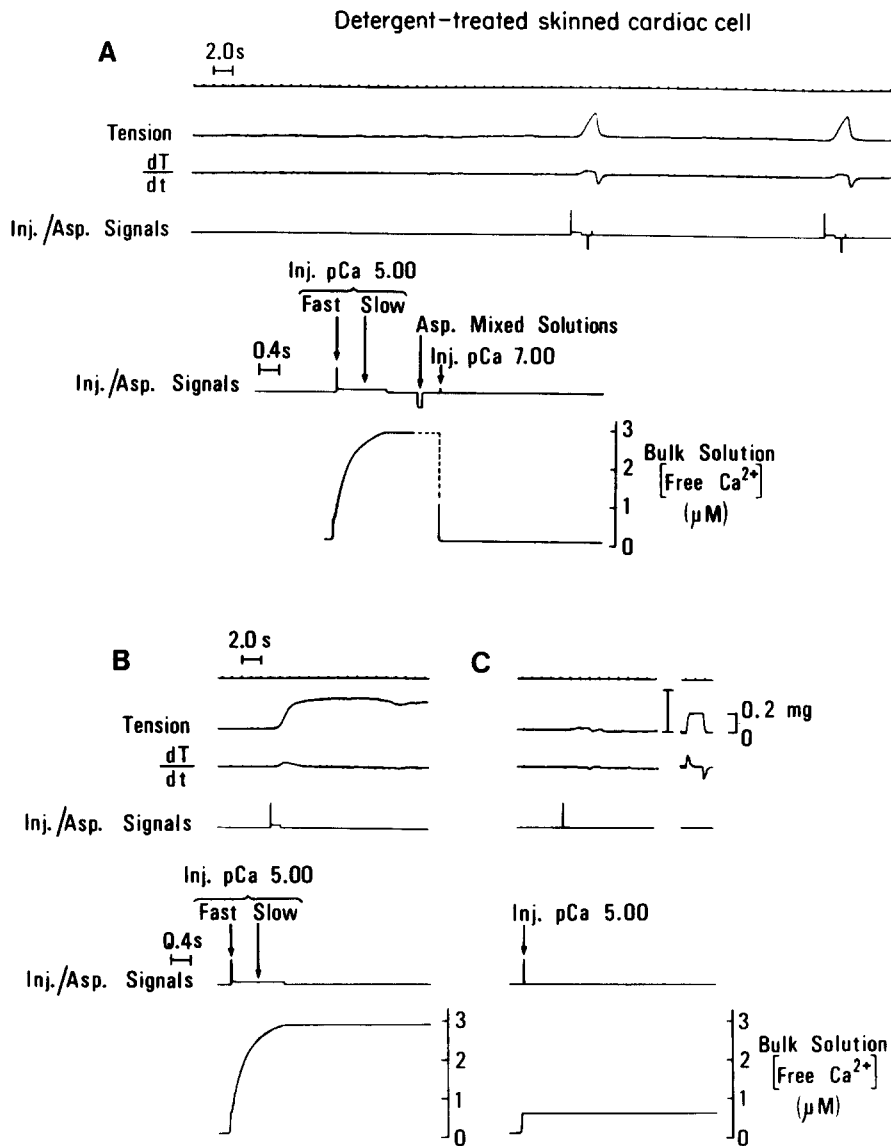 Detergent-treated skinned cardiac cell
A
2.0s
Tension
dT
dt
Inj./Asp. Signals
Inj. pCa 5.00
Fast Slow
Asp. Mixed Solutions
Inj. pCa 7.00
0.4s
Inj./Asp. Signals
3
2
1
0
Bulk Solution
[Free Ca²⁺]
(μM)
B
2.0 s
C
Tension
0.2 mg
0
dT
dt
Inj./Asp. Signals
Inj. pCa 5.00
Fast Slow
Inj. pCa 5.00
0.4s
Inj./Asp. Signals
3
2
1
0
3
2
1
0
Bulk Solution
[Free Ca²⁺]
(μM)